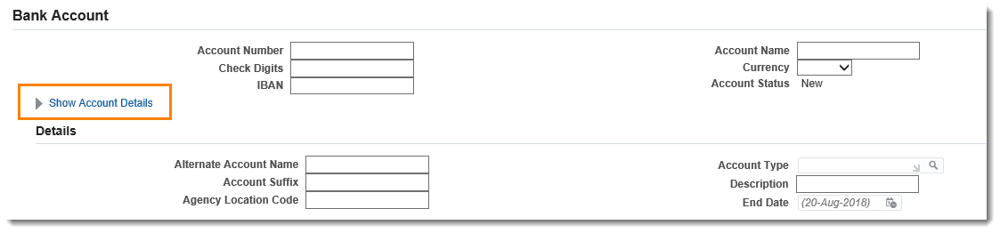 Bank Account
Account Number
Account Name
Check Digits
Currency
IBAN
Account Status New
Show Account Details
Details
Alternate Account Name
Account Type
Account Suffix
Description
Agency Location Code
End Date (20-Aug-2018)